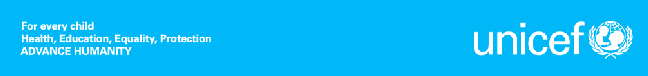 For every child
Health, Education, Equality, Protection
ADVANCE HUMANITY
unicef